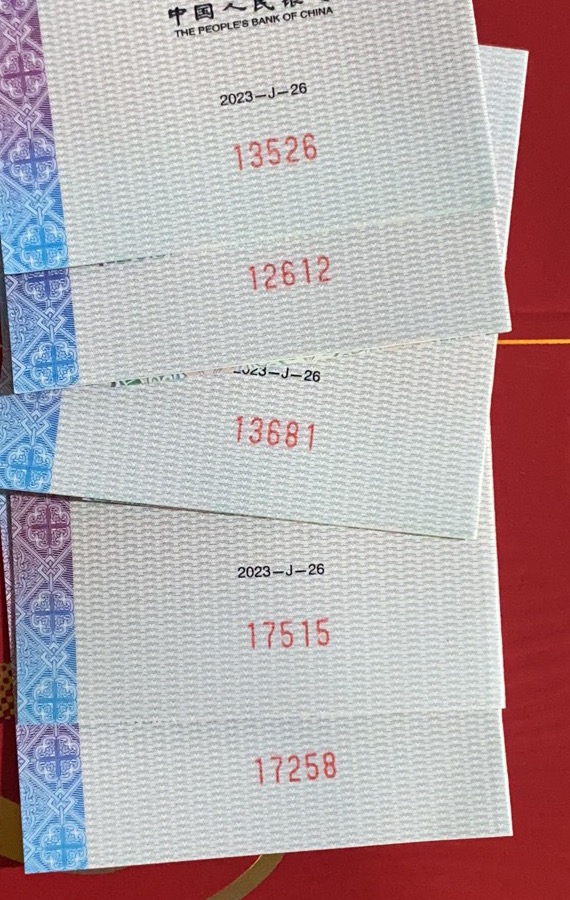 中国人民银
THE PEOPLE'S BANK OF CHINA
2023—J—26
13526
12612
2023—J—26
13681
2023—J—26
17515
17258